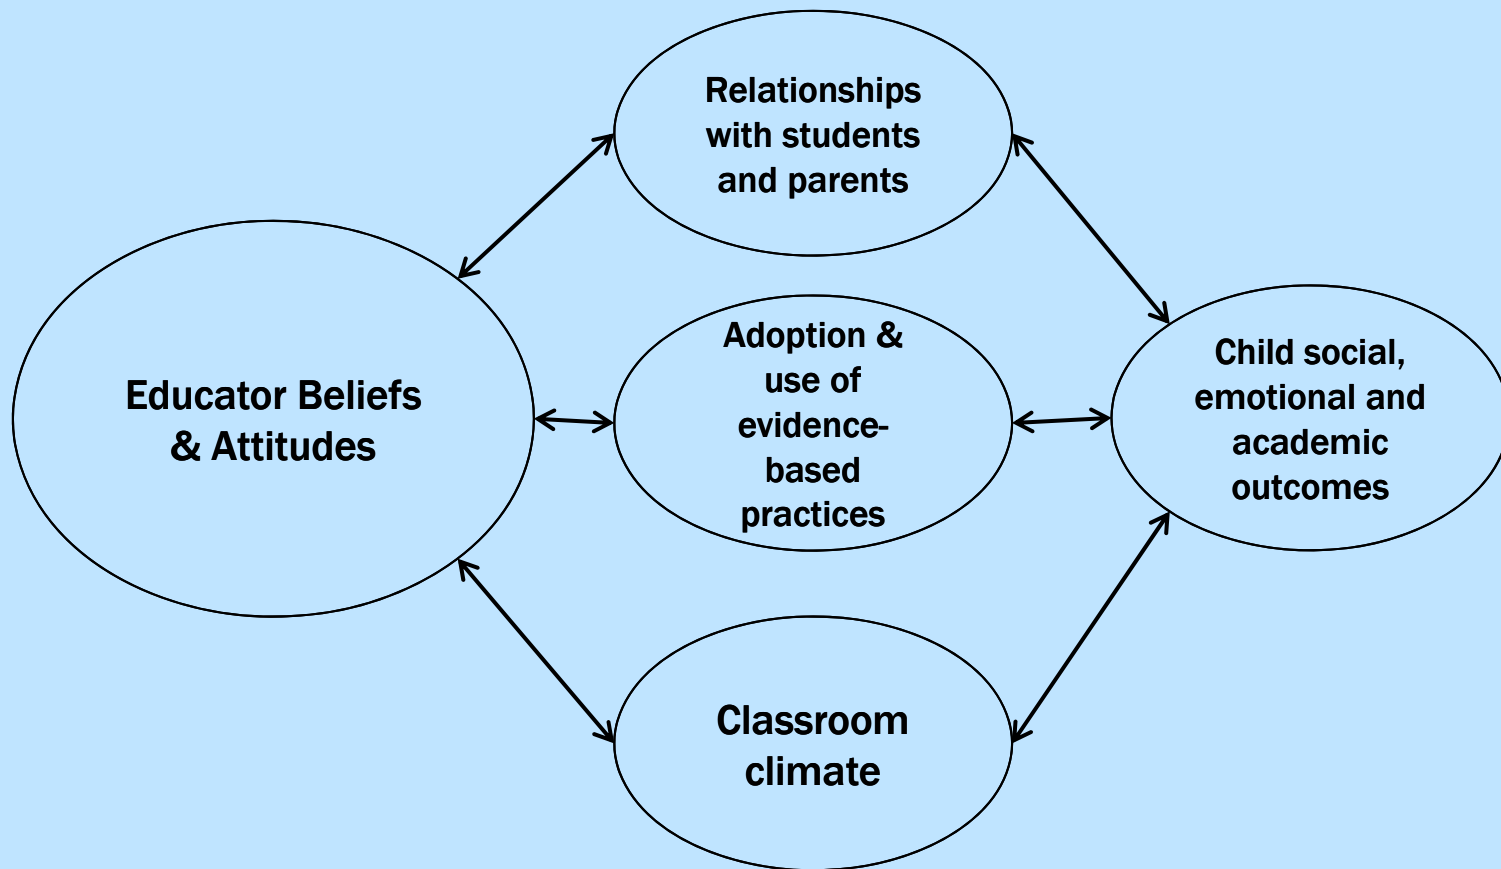 Relationships
with students
and parents
Educator Beliefs
& Attitudes
Adoption &
use of
evidence-
based
practices
Child social,
emotional and
academic
outcomes
Classroom
climate